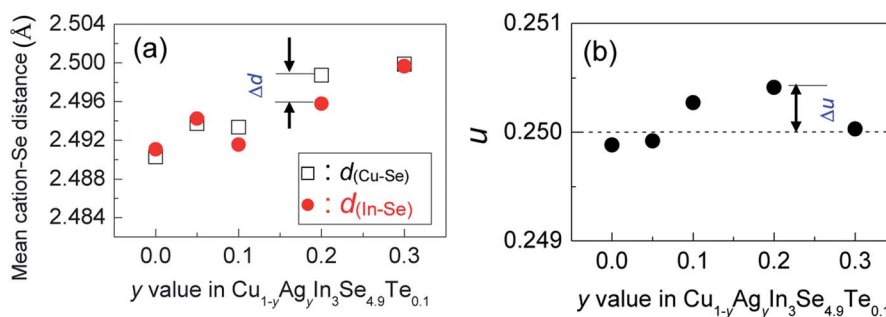 (a)
Mean cation-Se distance (Å)
2.504
2.500
2.496
2.492
2.488
2.484
Δd
□ : d(Cu-Se)
● : d(In-Se)
0.0 0.1 0.2 0.3
y value in Cu1-yAgyIn3Se4.9Te0.1
(b)
u
0.251
0.250
0.249
Δu
0.0 0.1 0.2 0.3
y value in Cu1-yAgyIn3Se4.9Te0.1